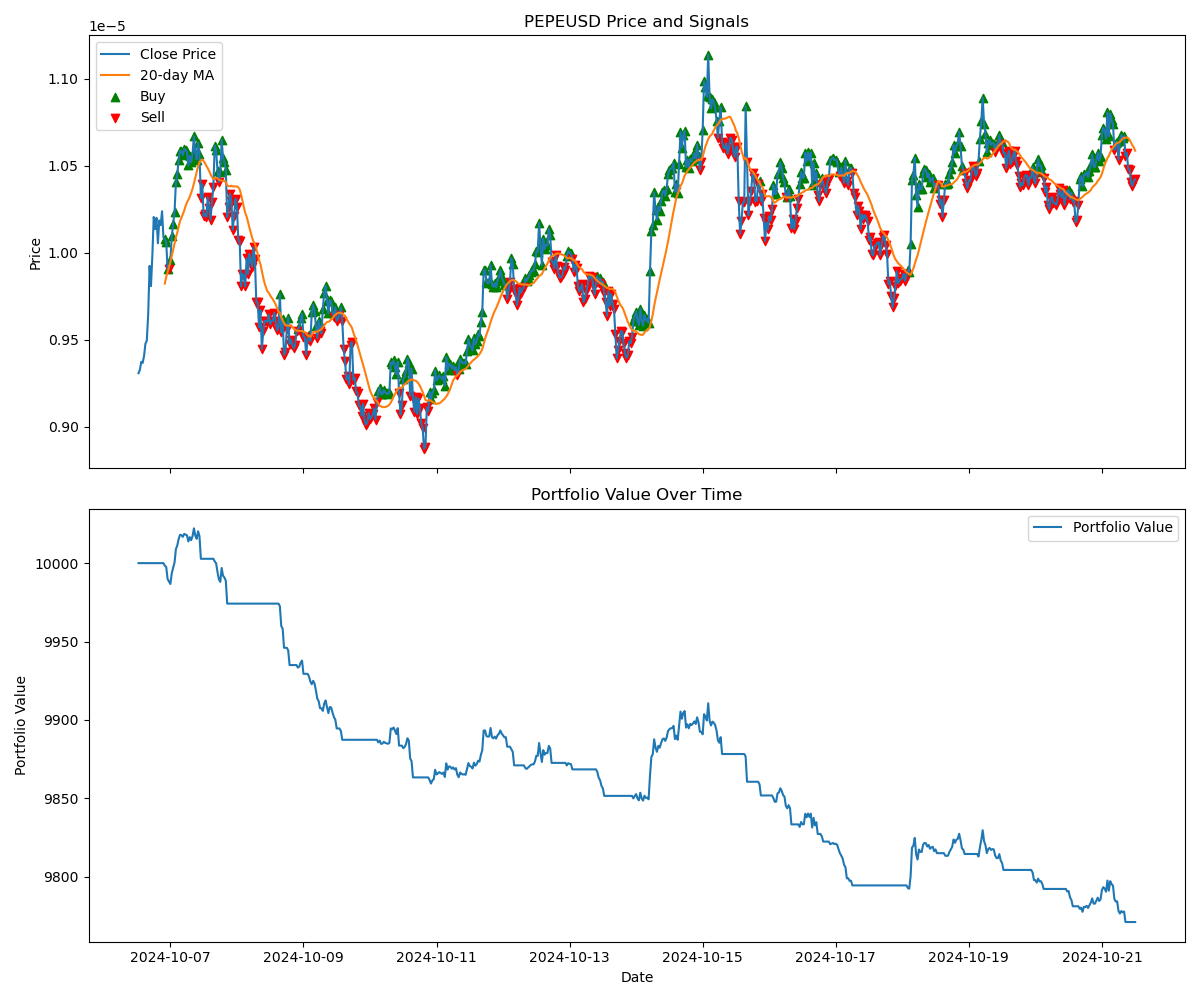 PEPEUSD Price and Signals
1e−5
Close Price
20-day MA
Buy
Sell
1.10
1.05
1.00
0.95
0.90
Price
Portfolio Value Over Time
Portfolio Value
10000
9950
9900
9850
9800
Portfolio Value
2024-10-07 2024-10-09 2024-10-11 2024-10-13 2024-10-15 2024-10-17 2024-10-19 2024-10-21
Date